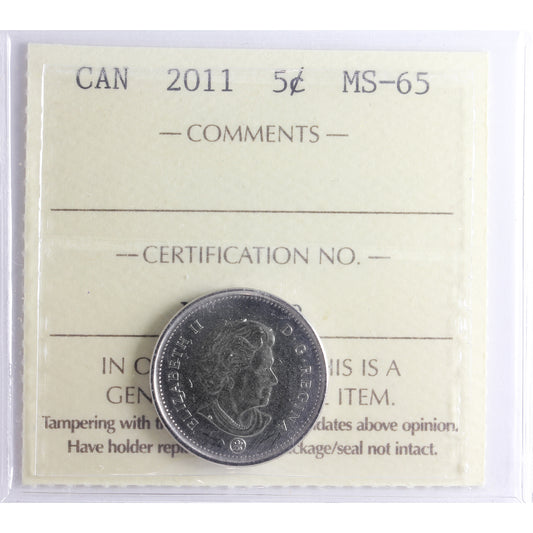 CAN 2011 5¢ MS-65
— COMMENTS —
— CERTIFICATION NO. —
IN HIS IS A
GEN ITEM.
Tampering with t dates above opinion.
Have holder repl ckage/seal not intact.
ELIZABETH II D·G·REGINA